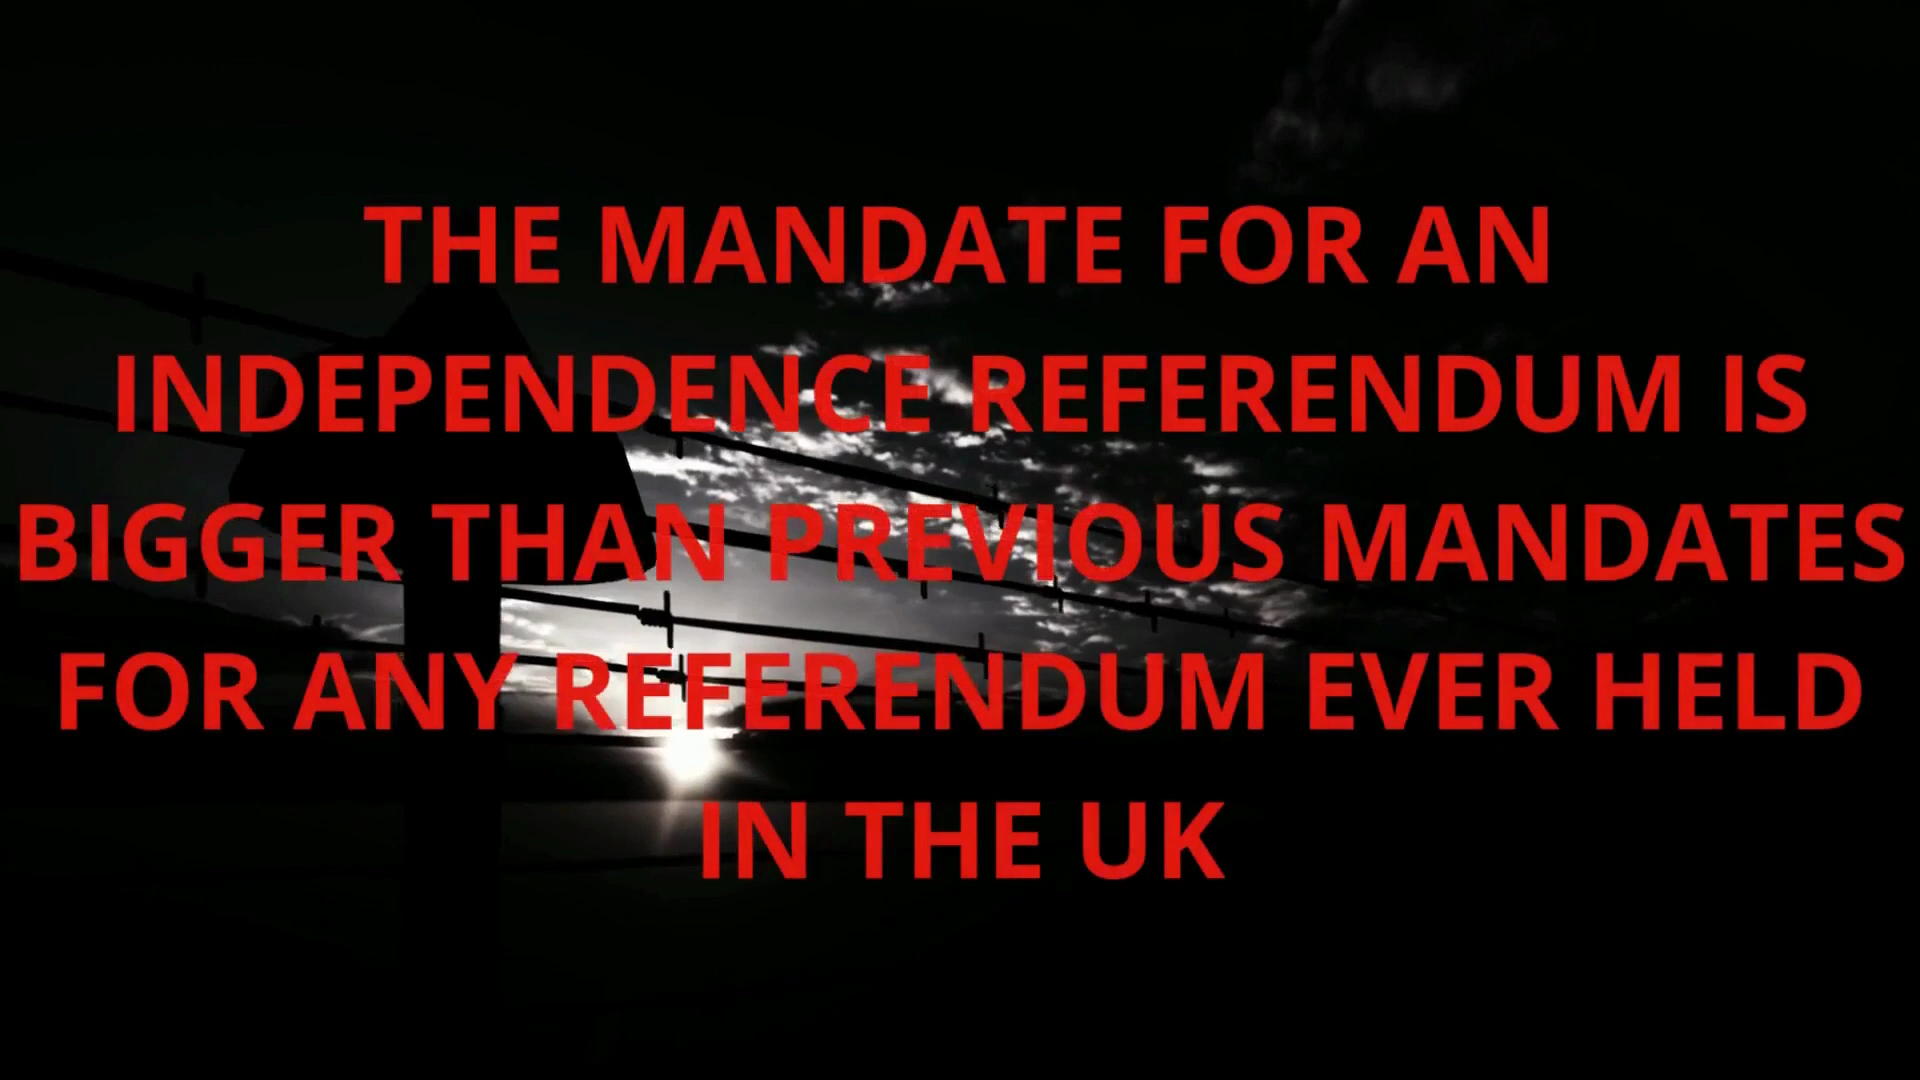 THE MANDATE FOR AN
INDEPENDENCE REFERENDUM IS
BIGGER THAN PREVIOUS MANDATES
FOR ANY REFERENDUM EVER HELD
IN THE UK